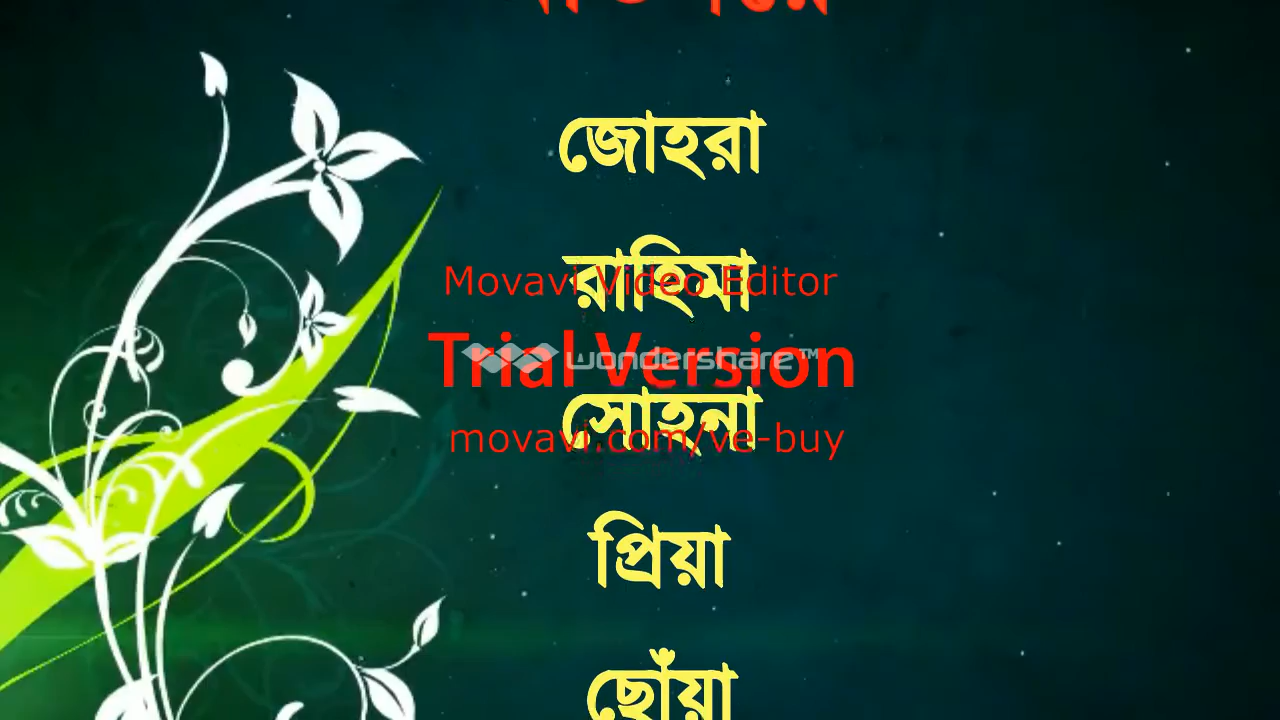 জোহরা
রাহিমা
Movavi Video Editor
Trial Version
wondershare™
সোহনা
movavi.com/ve-buy
প্রিয়া
ছোঁয়া